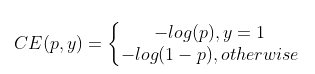 CE(p, y) = { -log(p), y = 1
-log(1 - p), otherwise